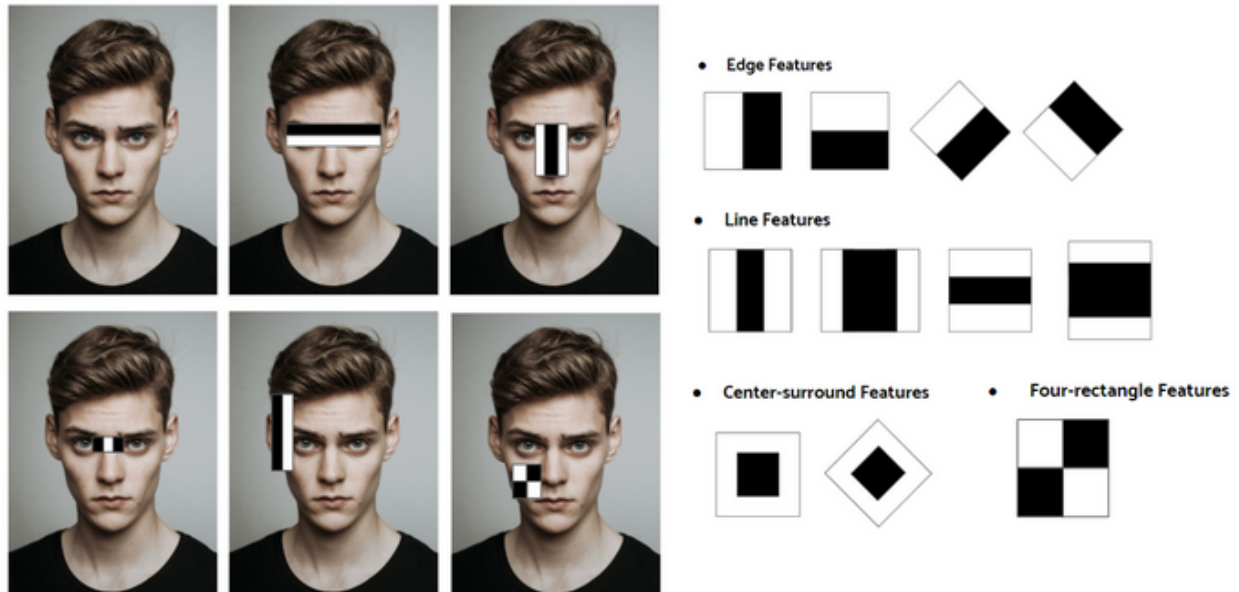 • Edge Features
• Line Features
• Center-surround Features
• Four-rectangle Features